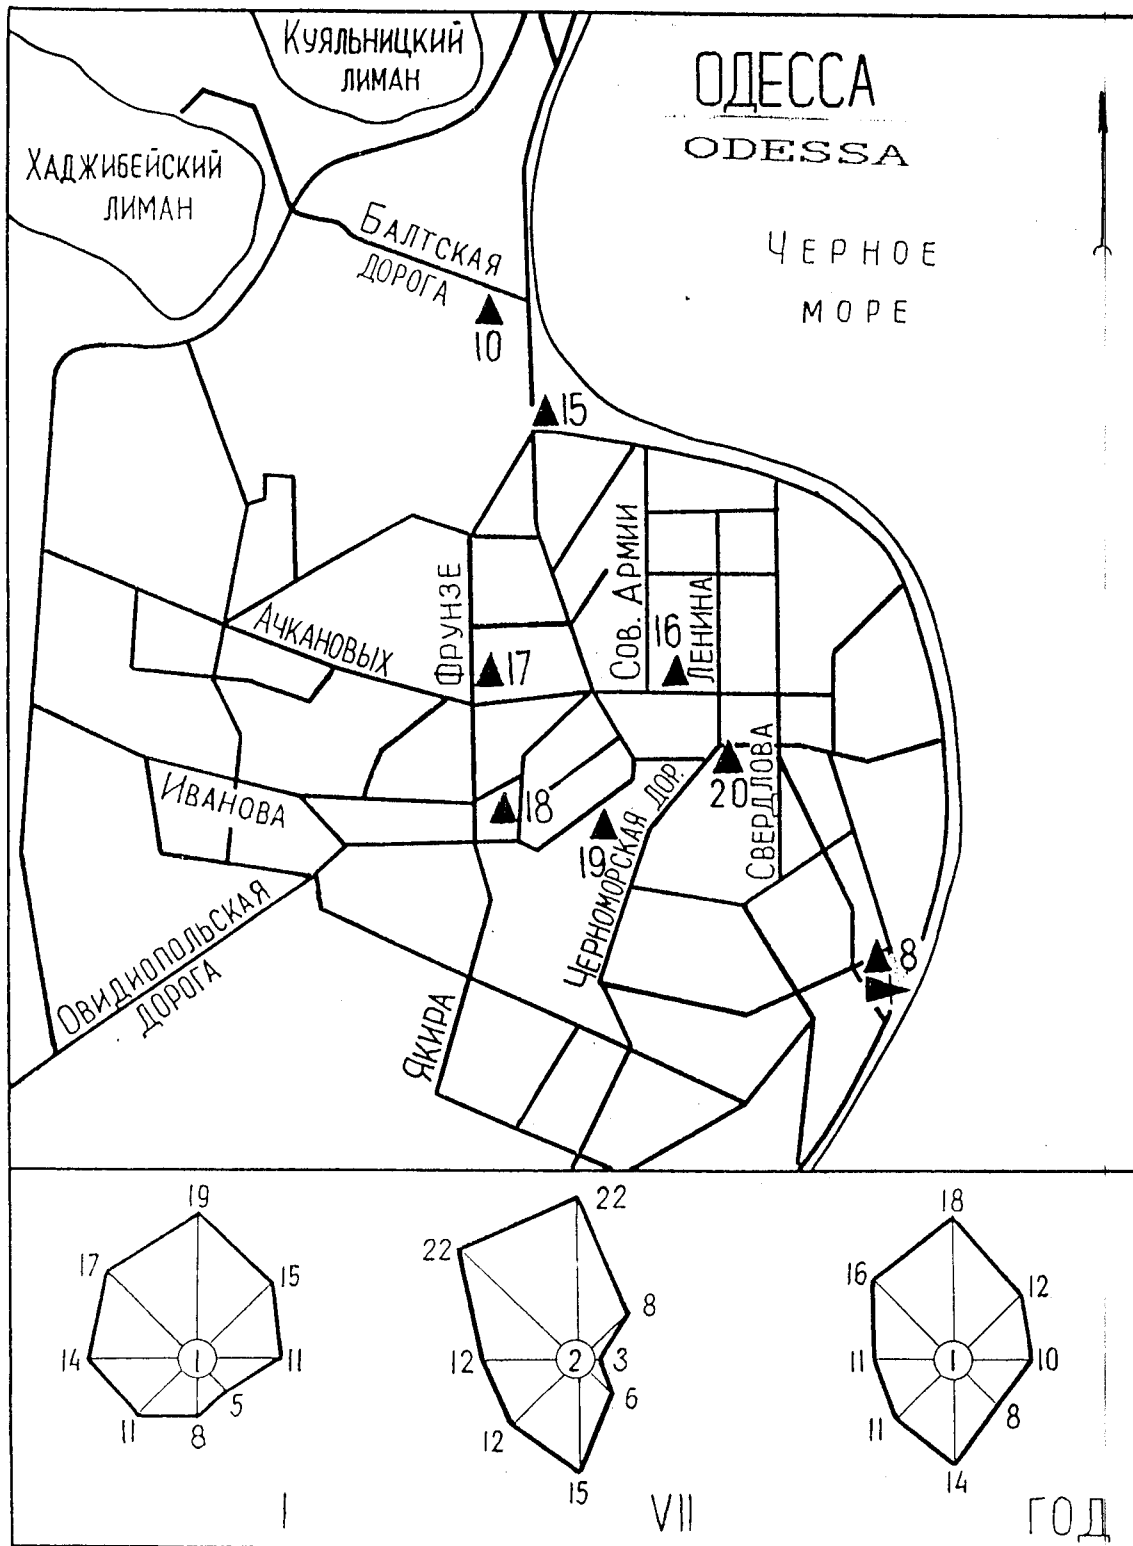 Куяльницкий
лиман
ОДЕССА
ODESSA
Хаджибейский
лиман
Балтская
дорога
Черное
море
10
15
Сов. Армии
Фрунзе
Ленина
16
Ачкановых
17
Свердлова
20
Иванова
18
19
Черноморская дор.
8
Овидиопольская
дорога
Якира
19
17
15
14
1
11
11
8
5
I
22
22
8
12
2
3
6
12
15
VII
18
16
12
11
1
10
11
8
14
ГОД